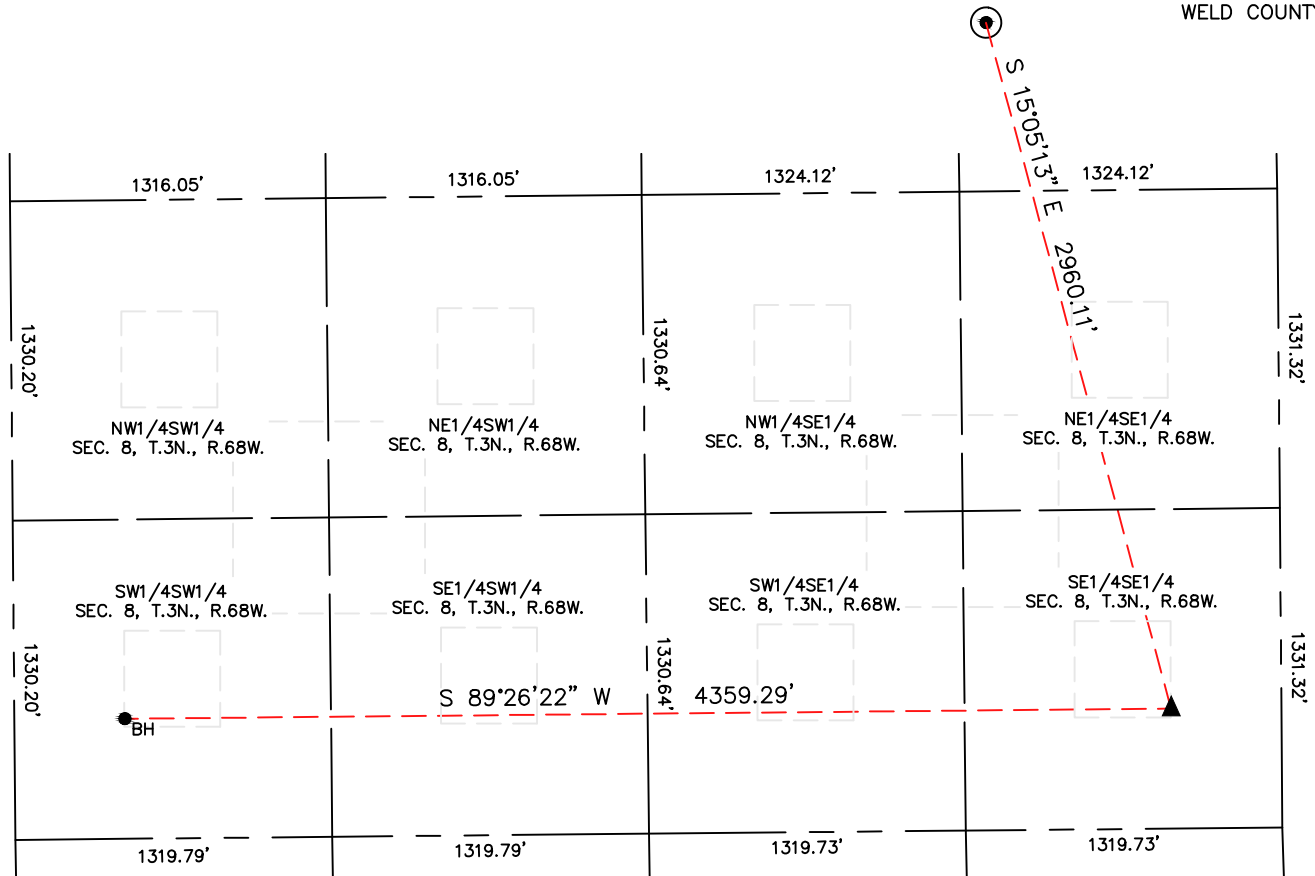 WELD COUNTY
S 15°05'13" E 2960.11'
1316.05'
1316.05'
1324.12'
1324.12'
1330.20'
1330.64'
1331.32'
NW1/4SW1/4
SEC. 8, T.3N., R.68W.
NE1/4SW1/4
SEC. 8, T.3N., R.68W.
NW1/4SE1/4
SEC. 8, T.3N., R.68W.
NE1/4SE1/4
SEC. 8, T.3N., R.68W.
SW1/4SW1/4
SEC. 8, T.3N., R.68W.
SE1/4SW1/4
SEC. 8, T.3N., R.68W.
SW1/4SE1/4
SEC. 8, T.3N., R.68W.
SE1/4SE1/4
SEC. 8, T.3N., R.68W.
1330.20'
1330.64'
1331.32'
S 89°26'22" W 4359.29'
BH
1319.79'
1319.79'
1319.73'
1319.73'